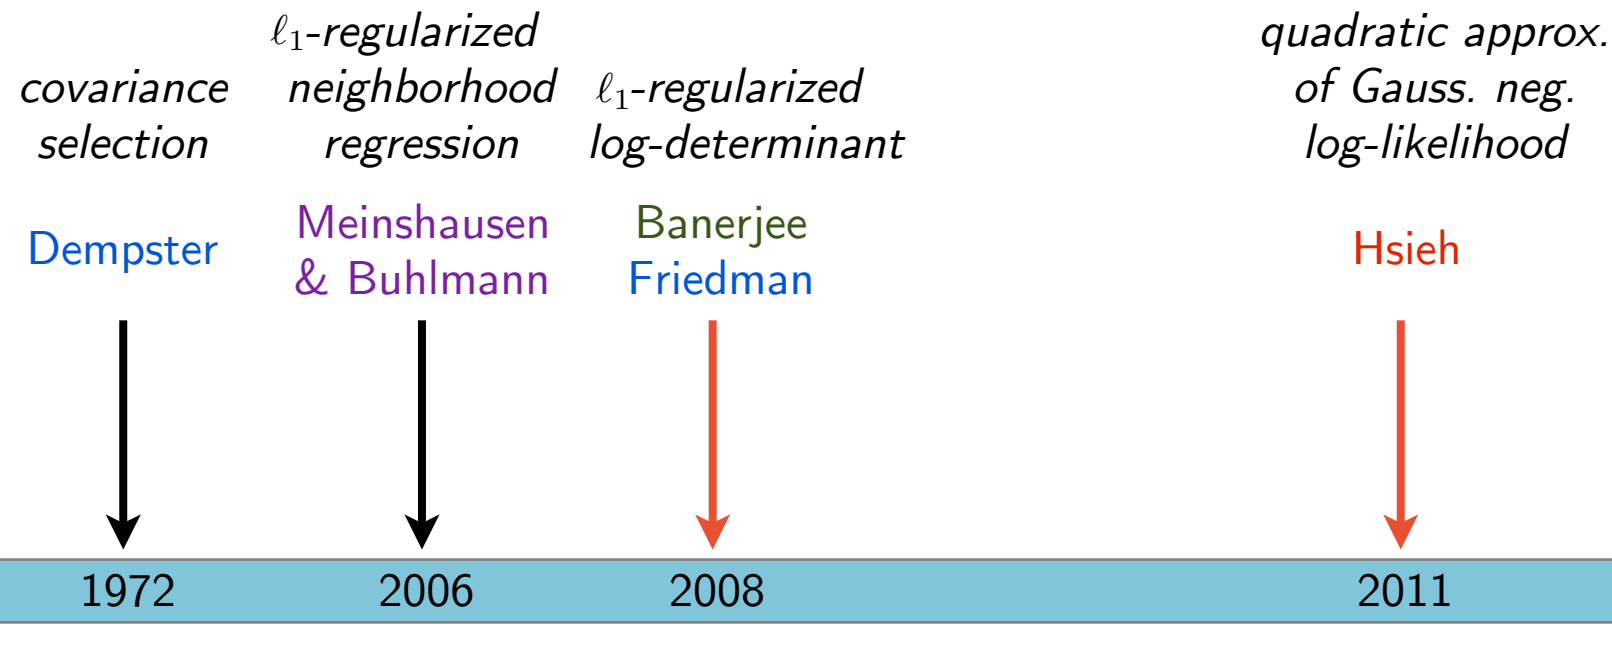 covariance
selection
Dempster
1972
ℓ₁-regularized
neighborhood
regression
Meinshausen
& Buhlmann
2006
ℓ₁-regularized
log-determinant
Banerjee
Friedman
2008
quadratic approx.
of Gauss. neg.
log-likelihood
Hsieh
2011